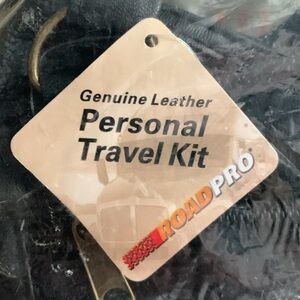 Genuine Leather
Personal
Travel Kit
ROADPRO